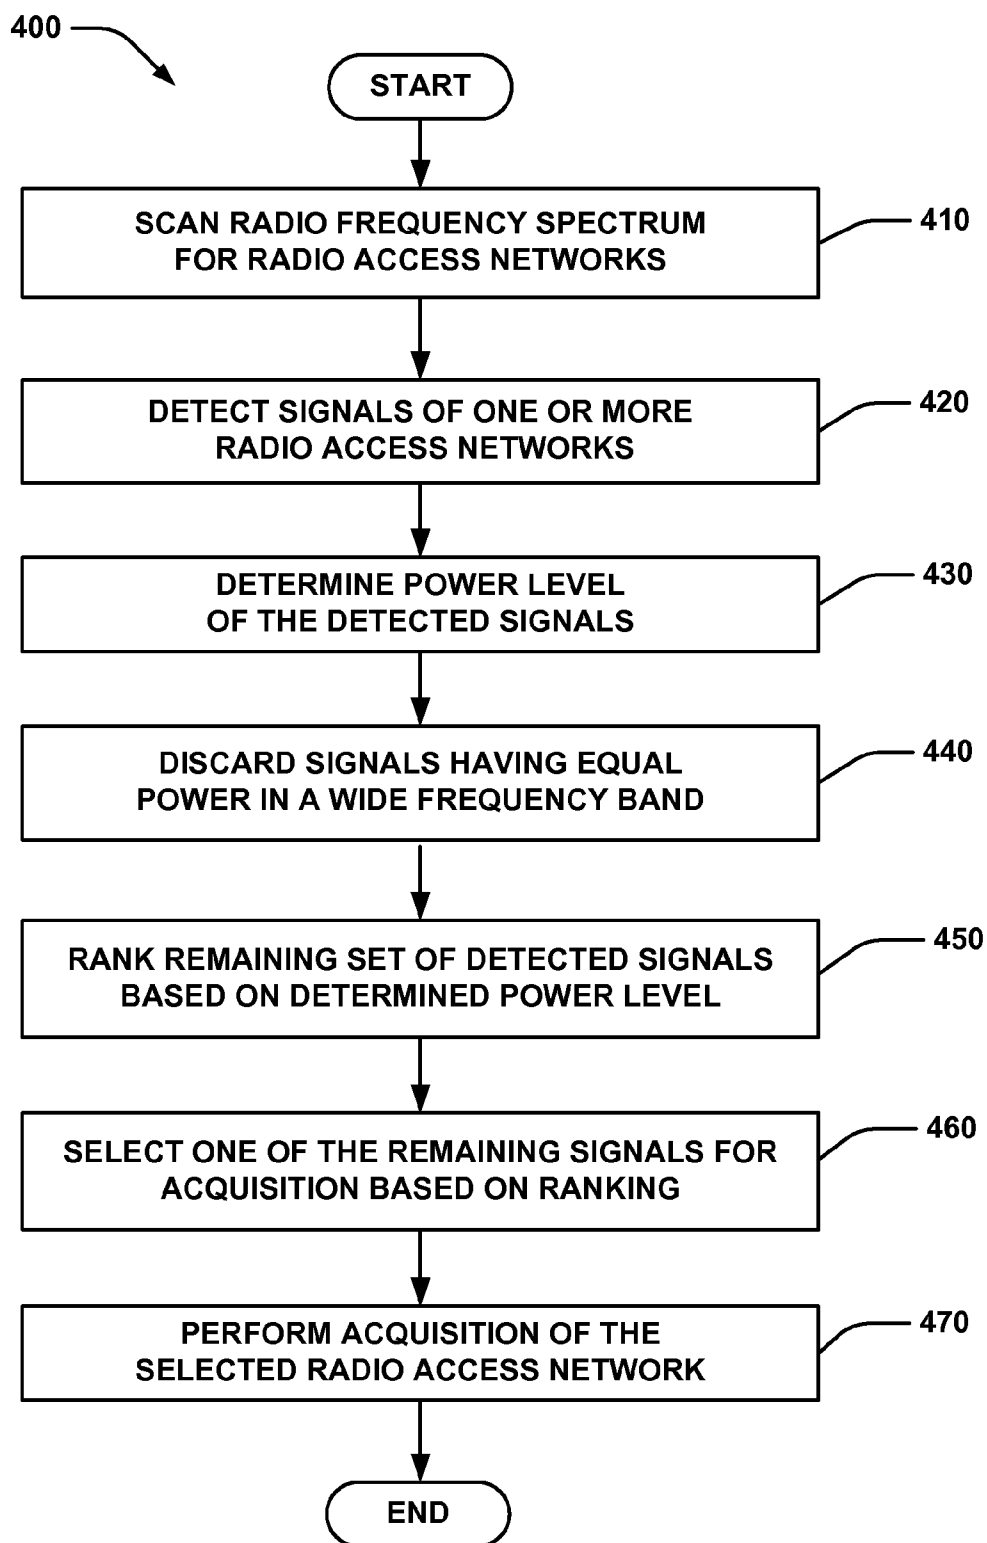 400
START
SCAN RADIO FREQUENCY SPECTRUM
FOR RADIO ACCESS NETWORKS
410
DETECT SIGNALS OF ONE OR MORE
RADIO ACCESS NETWORKS
420
DETERMINE POWER LEVEL
OF THE DETECTED SIGNALS
430
DISCARD SIGNALS HAVING EQUAL
POWER IN A WIDE FREQUENCY BAND
440
RANK REMAINING SET OF DETECTED SIGNALS
BASED ON DETERMINED POWER LEVEL
450
SELECT ONE OF THE REMAINING SIGNALS FOR
ACQUISITION BASED ON RANKING
460
PERFORM ACQUISITION OF THE
SELECTED RADIO ACCESS NETWORK
470
END